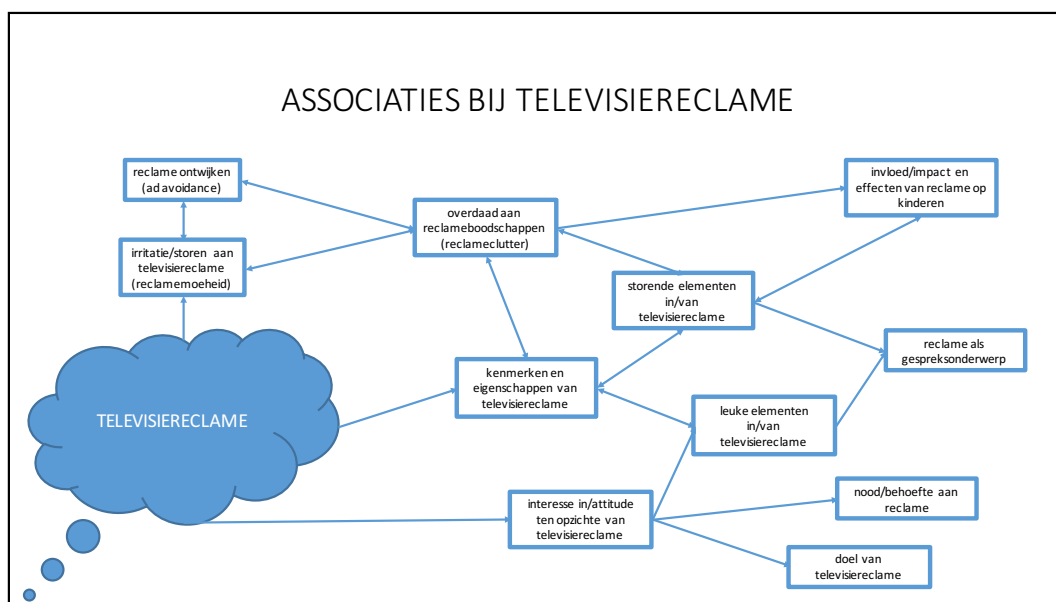 ASSOCIATIES BIJ TELEVISIERECLAME
reclame ontwijken
(ad avoidance)
invloed/impact en
effecten van reclame op
kinderen
overdaad aan
reclameboodschappen
(reclameclutter)
irritatie/storen aan
televisiereclame
(reclamemoeheid)
storende elementen
in/van
televisiereclame
reclame als
gespreksonderwerp
kenmerken en
eigenschappen van
televisiereclame
TELEVISIERECLAME
leuke elementen
in/van
televisiereclame
nood/behoefte aan
reclame
interesse in/attitude
ten opzichte van
televisiereclame
doel van
televisiereclame